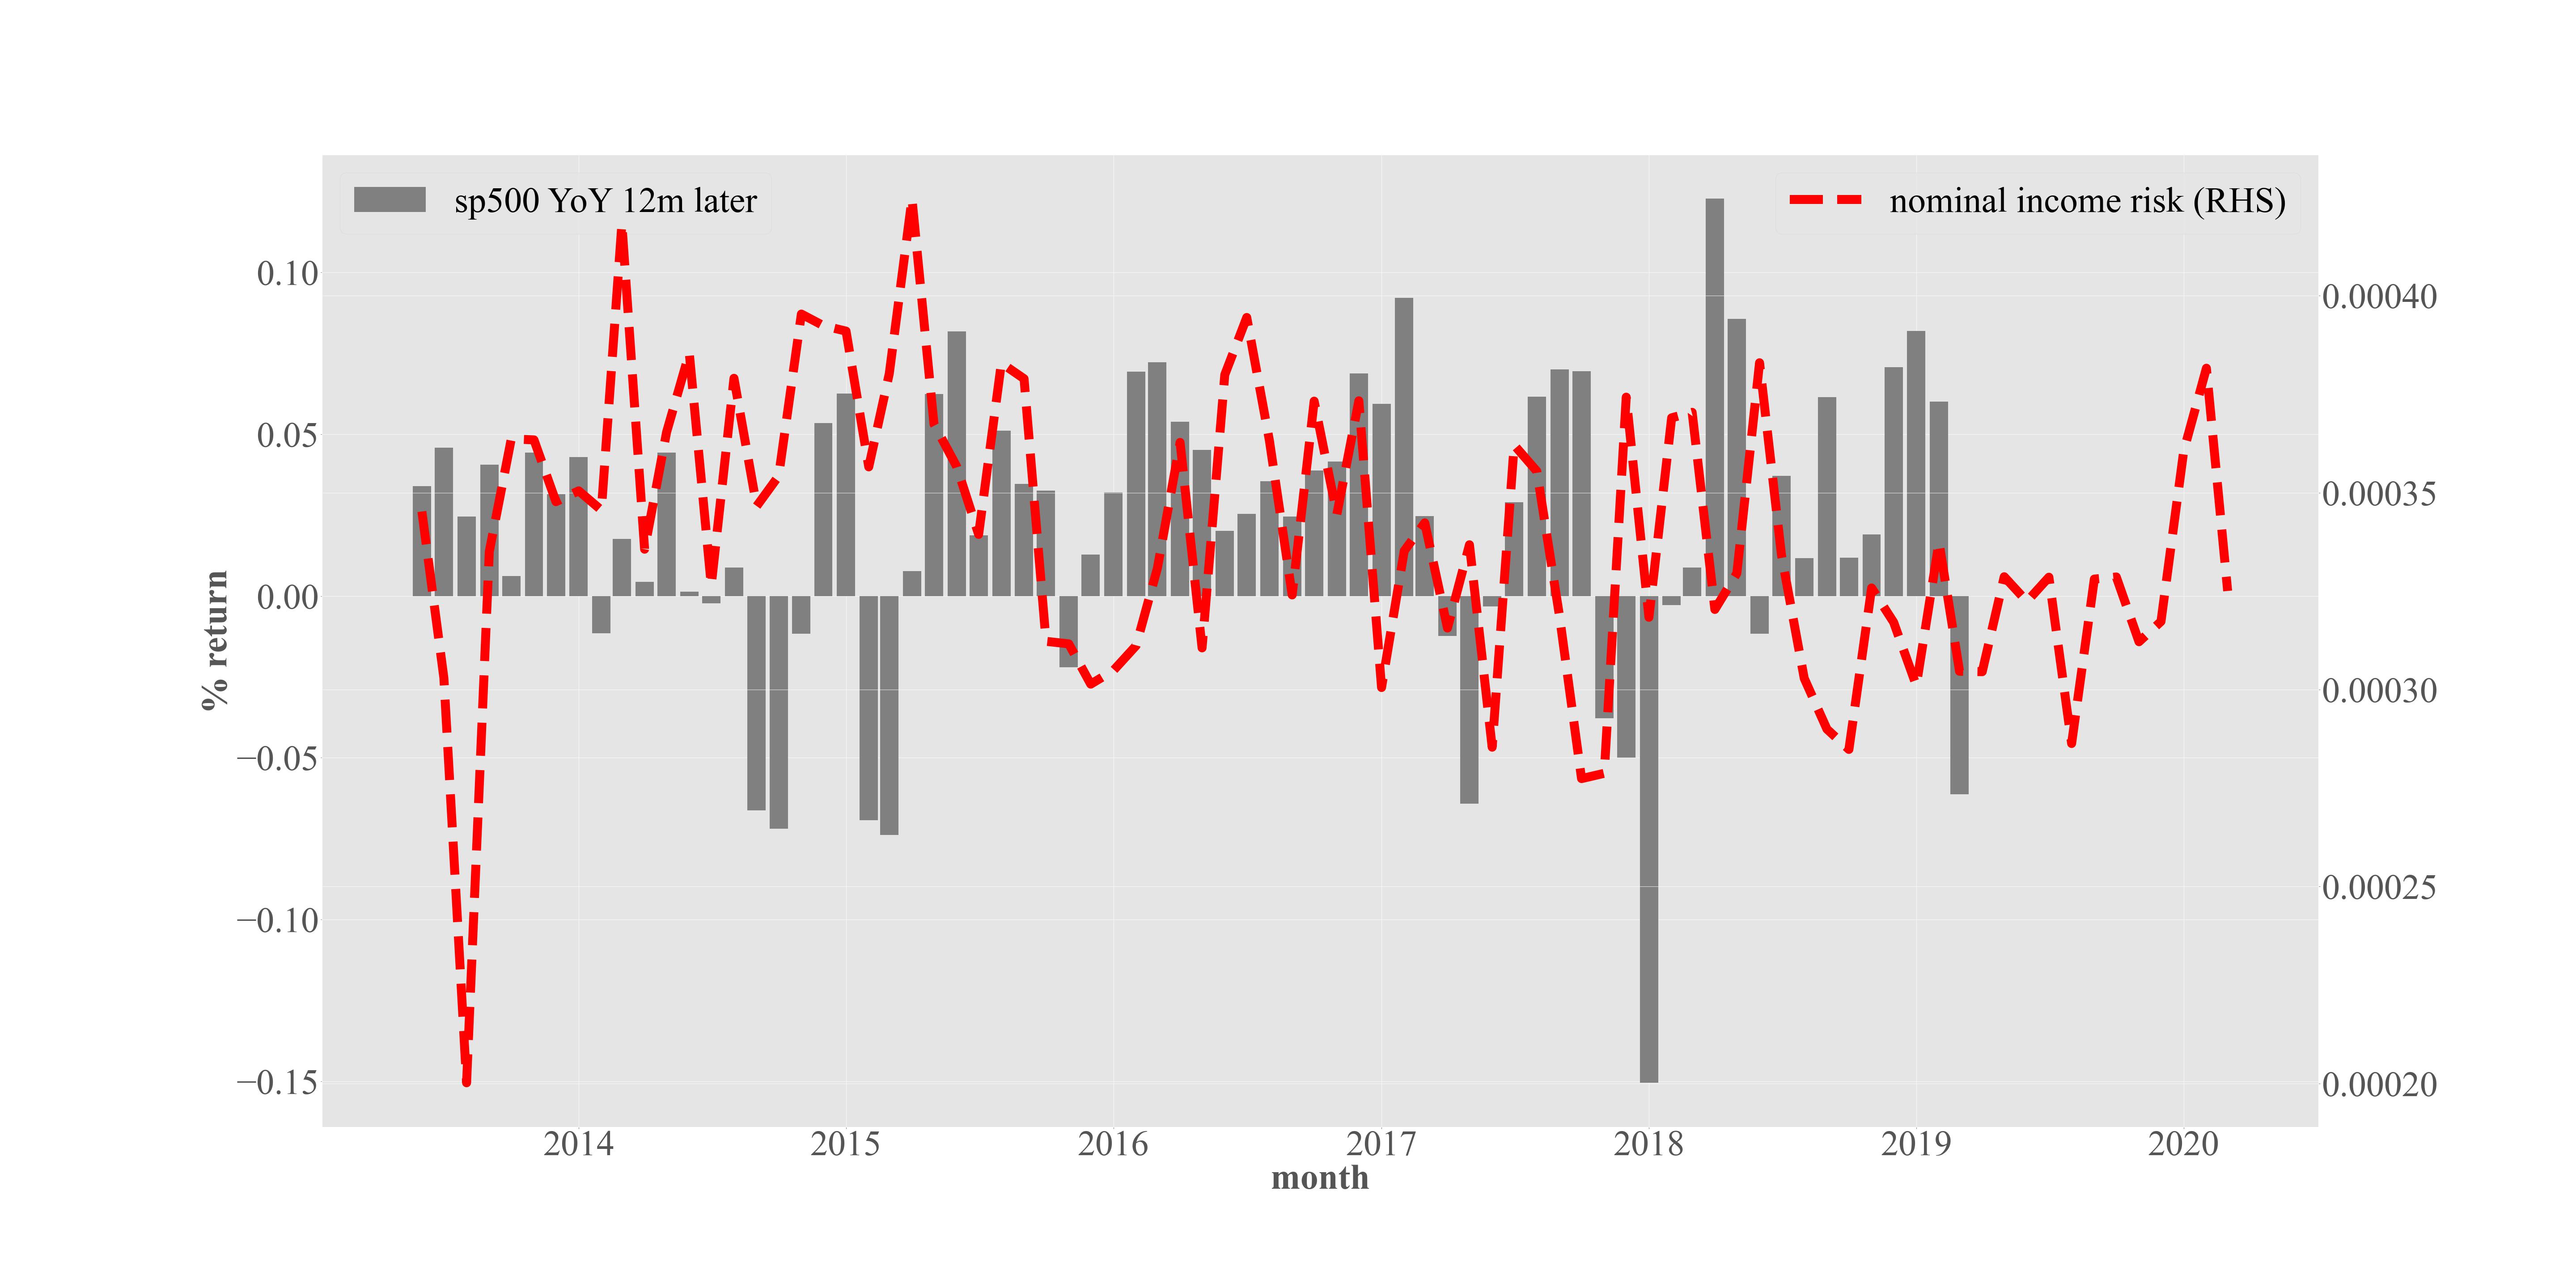 sp500 YoY 12m later
nominal income risk (RHS)
% return
0.10
0.05
0.00
−0.05
−0.10
−0.15
0.00040
0.00035
0.00030
0.00025
0.00020
2014 2015 2016 2017 2018 2019 2020
month